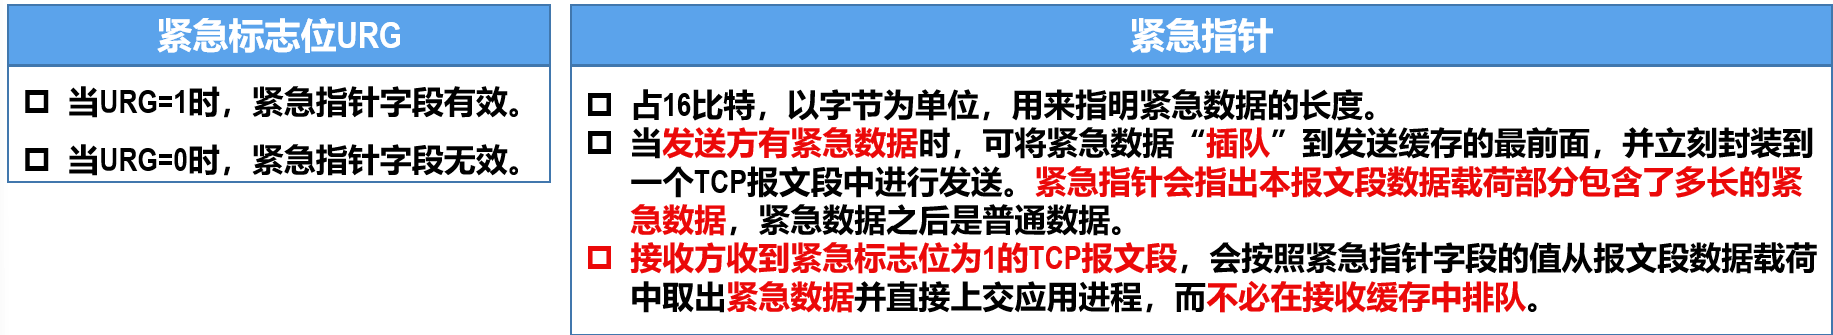 紧急标志位URG
当URG=1时，紧急指针字段有效。
当URG=0时，紧急指针字段无效。
紧急指针
占16比特，以字节为单位，用来指明紧急数据的长度。
当发送方有紧急数据时，可将紧急数据“插队”到发送缓存的最前面，并立刻封装到
一个TCP报文段中进行发送。紧急指针会指出本报文段数据载荷部分包含了多长的紧
急数据，紧急数据之后是普通数据。
接收方收到紧急标志位为1的TCP报文段，会按照紧急指针字段的值从报文段数据载荷
中取出紧急数据并直接上交应用进程，而不必在接收缓存中排队。